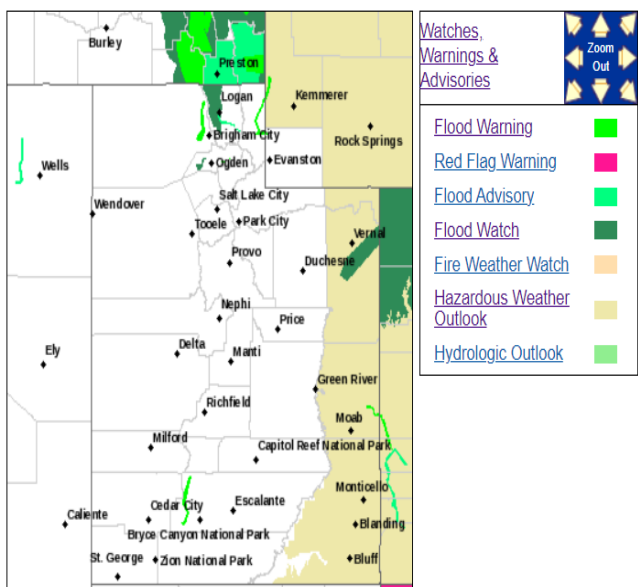 Burley
Preston
Logan
Kemmerer
Rock Springs
Brigham City
Ogden
Evanston
Wells
Salt Lake City
Wendover
Park City
Tooele
Vernal
Provo
Duchesne
Nephi
Price
Delta
Ely
Manti
Green River
Richfield
Moab
Milford
Capitol Reef National Park
Monticello
Cedar City
Escalante
Caliente
Blanding
Bryce Canyon National Park
St. George
Zion National Park
Bluff
Watches,
Warnings &
Advisories
Zoom
Out
Flood Warning
Red Flag Warning
Flood Advisory
Flood Watch
Fire Weather Watch
Hazardous Weather
Outlook
Hydrologic Outlook